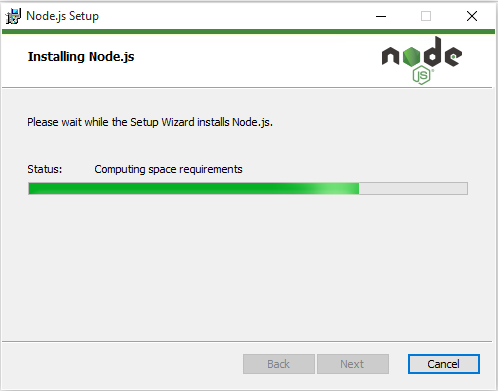 Node.js Setup
Installing Node.js
node
JS
Please wait while the Setup Wizard installs Node.js.
Status: Computing space requirements
Back Next Cancel